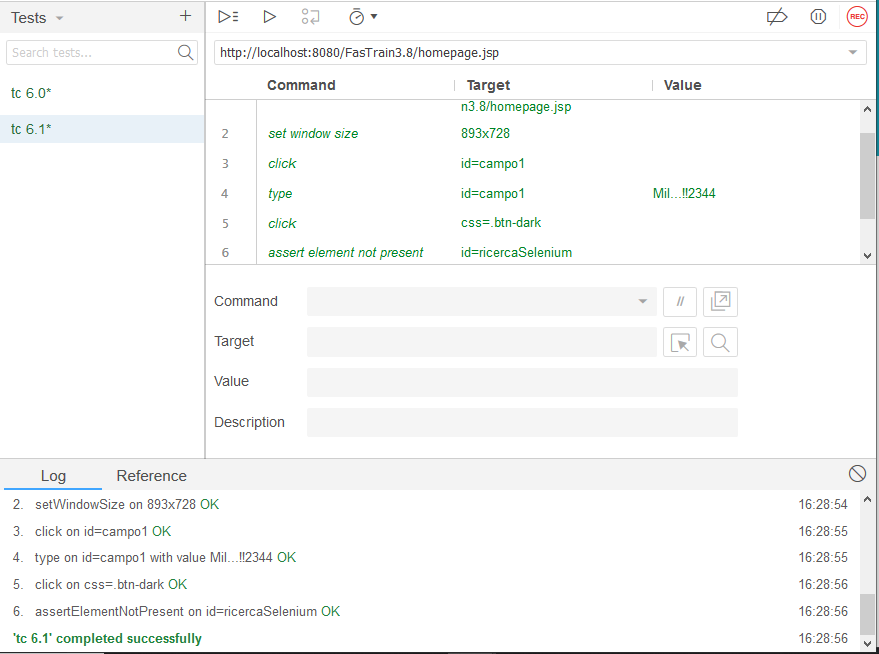 Tests
+
REC
Search tests...
http://localhost:8080/FasTrain3.8/homepage.jsp
Command Target Value
tc 6.0*
tc 6.1*
n3.8/homepage.jsp
2 set window size 893x728
3 click id=campo1
4 type id=campo1 Mil...!!2344
5 click css=.btn-dark
6 assert element not present id=ricercaSelenium
Command //
Target
Value
Description
Log Reference
2. setWindowSize on 893x728 OK 16:28:54
3. click on id=campo1 OK 16:28:55
4. type on id=campo1 with value Mil...!!2344 OK 16:28:55
5. click on css=.btn-dark OK 16:28:56
6. assertElementNotPresent on id=ricercaSelenium OK 16:28:56
'tc 6.1' completed successfully 16:28:56